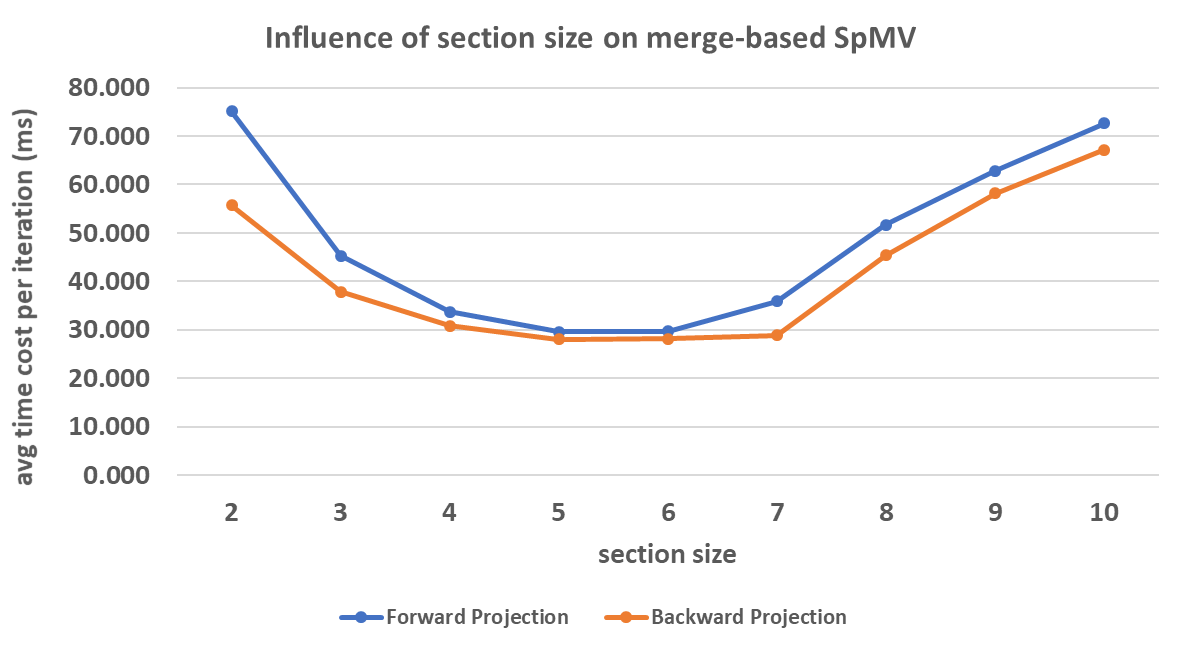 Influence of section size on merge-based SpMV
avg time cost per iteration (ms)
80.000
70.000
60.000
50.000
40.000
30.000
20.000
10.000
0.000
2 3 4 5 6 7 8 9 10
section size
Forward Projection Backward Projection